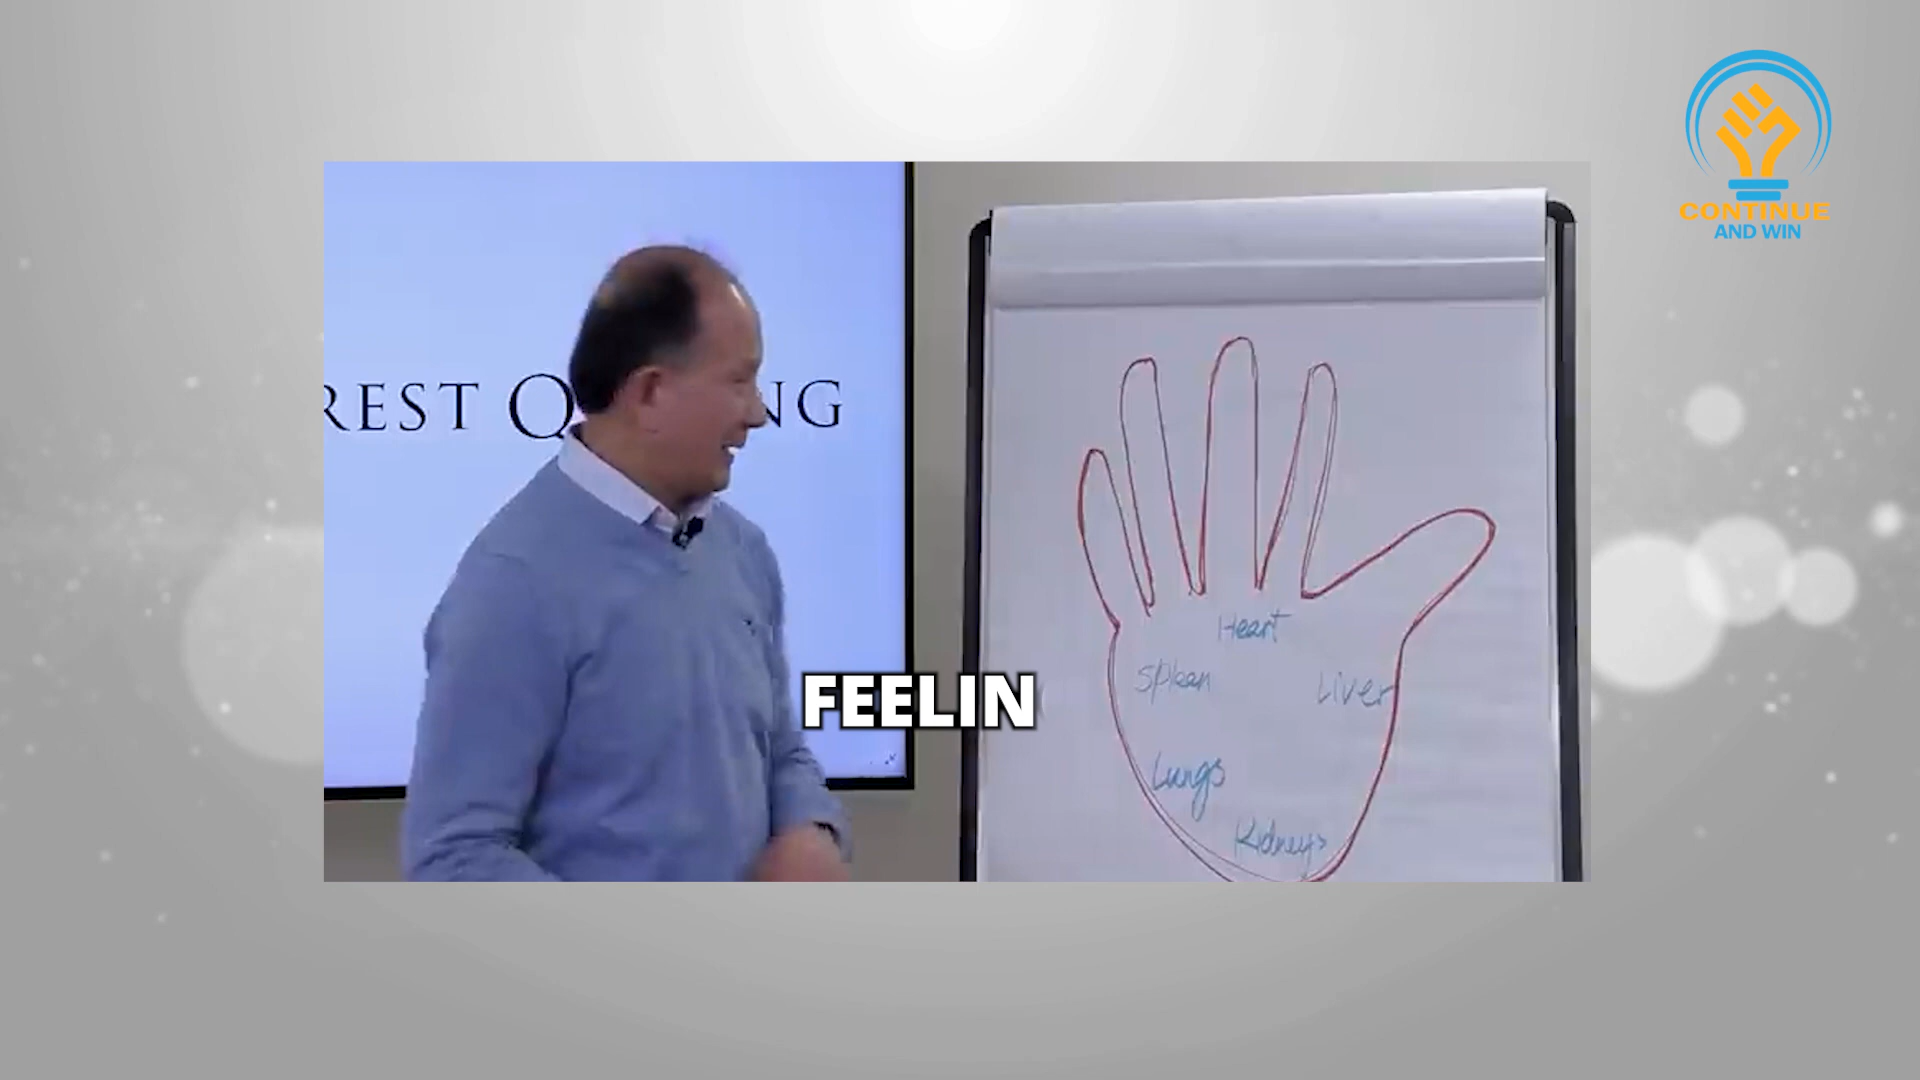 CONTINUE
AND WIN
REST Q NG
Heart
Spleen
Liver
FEELIN
Lungs
Kidneys